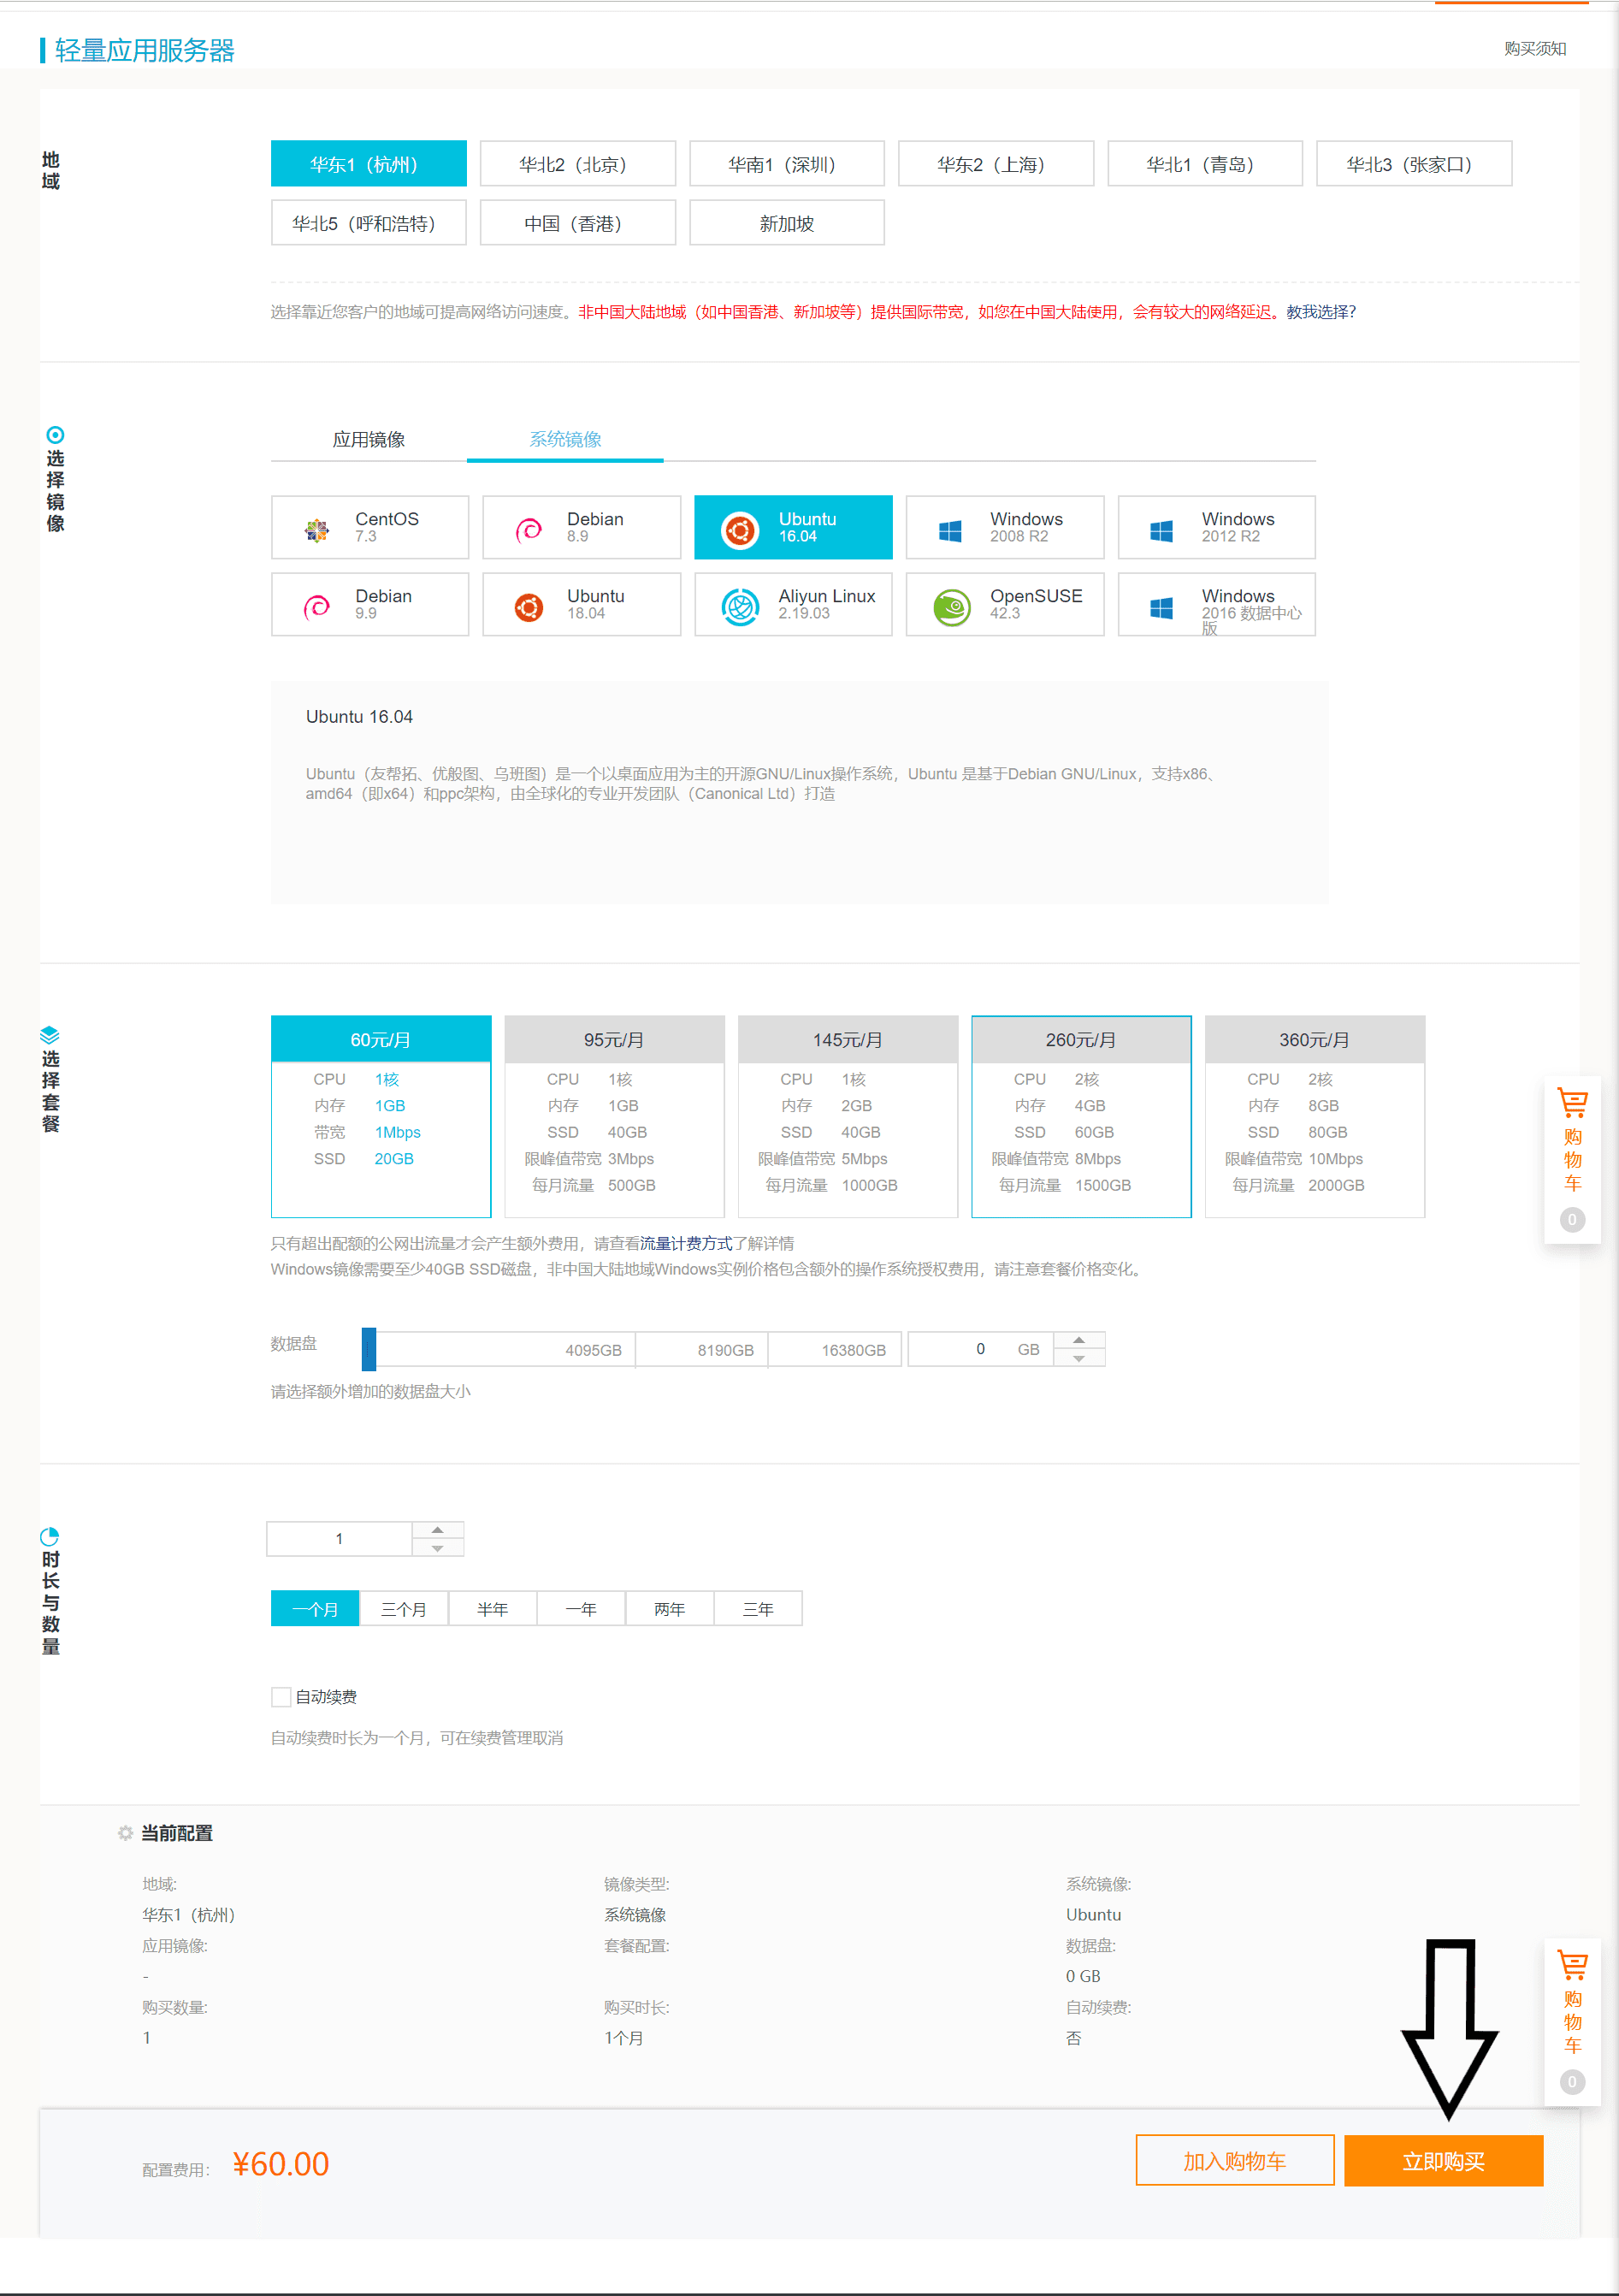 轻量应用服务器
购买须知
地域
华东1（杭州）
华北2（北京）
华南1（深圳）
华东2（上海）
华北1（青岛）
华北3（张家口）
华北5（呼和浩特）
中国（香港）
新加坡
选择靠近您客户的地域可提高网络访问速度。非中国大陆地域（如中国香港、新加坡等）提供国际带宽，如您在中国大陆使用，会有较大的网络延迟。教我选择?
选择镜像
应用镜像
系统镜像
CentOS
7.3
Debian
8.9
Ubuntu
16.04
Windows
2008 R2
Windows
2012 R2
Debian
9.9
Ubuntu
18.04
Aliyun Linux
2.19.03
OpenSUSE
42.3
Windows
2016 数据中心
版
Ubuntu 16.04
Ubuntu（友帮拓、优般图、乌班图）是一个以桌面应用为主的开源GNU/Linux操作系统，Ubuntu 是基于Debian GNU/Linux，支持x86、
amd64（即x64）和ppc架构，由全球化的专业开发团队（Canonical Ltd）打造
选择套餐
60元/月
CPU 1核
内存 1GB
带宽 1Mbps
SSD 20GB
95元/月
CPU 1核
内存 1GB
SSD 40GB
限峰值带宽 3Mbps
每月流量 500GB
145元/月
CPU 1核
内存 2GB
SSD 40GB
限峰值带宽 5Mbps
每月流量 1000GB
260元/月
CPU 2核
内存 4GB
SSD 60GB
限峰值带宽 8Mbps
每月流量 1500GB
360元/月
CPU 2核
内存 8GB
SSD 80GB
限峰值带宽 10Mbps
每月流量 2000GB
购物车
0
只有超出配额的公网出流量才会产生额外费用，请查看流量计费方式了解详情
Windows镜像需要至少40GB SSD磁盘，非中国大陆地域Windows实例价格包含额外的操作系统授权费用，请注意套餐价格变化。
数据盘
4095GB
8190GB
16380GB
0 GB
请选择额外增加的数据盘大小
时长与数量
1
一个月
三个月
半年
一年
两年
三年
自动续费
自动续费时长为一个月，可在续费管理取消
当前配置
地域:
华东1（杭州）
镜像类型:
系统镜像
系统镜像:
Ubuntu
应用镜像:
-
套餐配置:
数据盘:
0 GB
购买数量:
1
购买时长:
1个月
自动续费:
否
购物车
0
配置费用： ¥60.00
加入购物车
立即购买